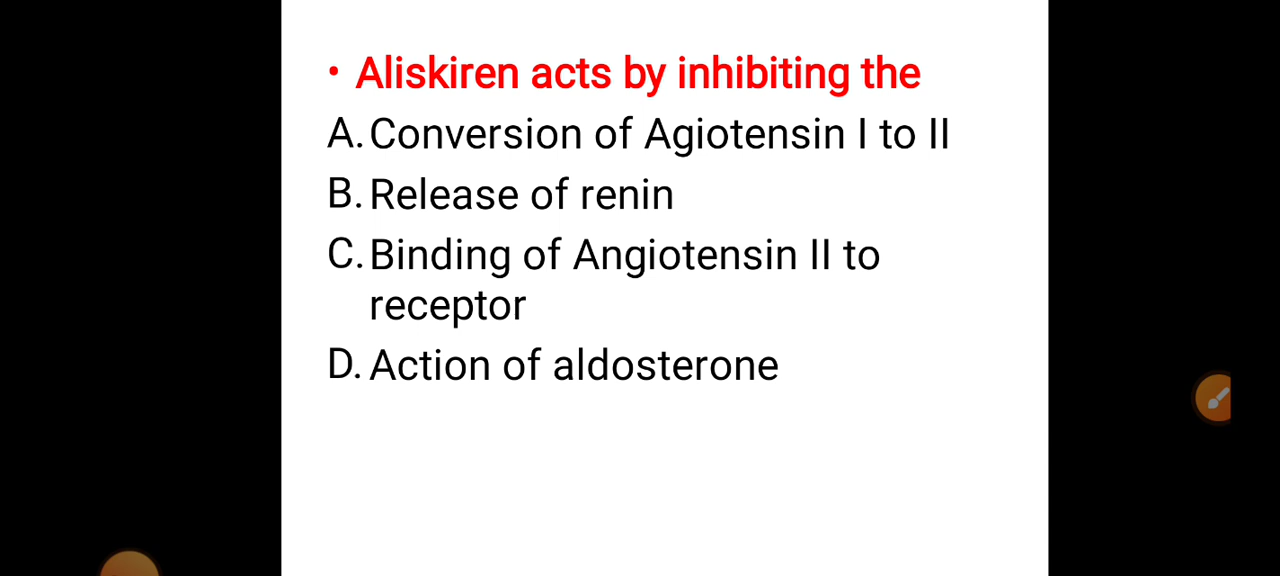 • Aliskiren acts by inhibiting the
A. Conversion of Agiotensin I to II
B. Release of renin
C. Binding of Angiotensin II to
receptor
D. Action of aldosterone